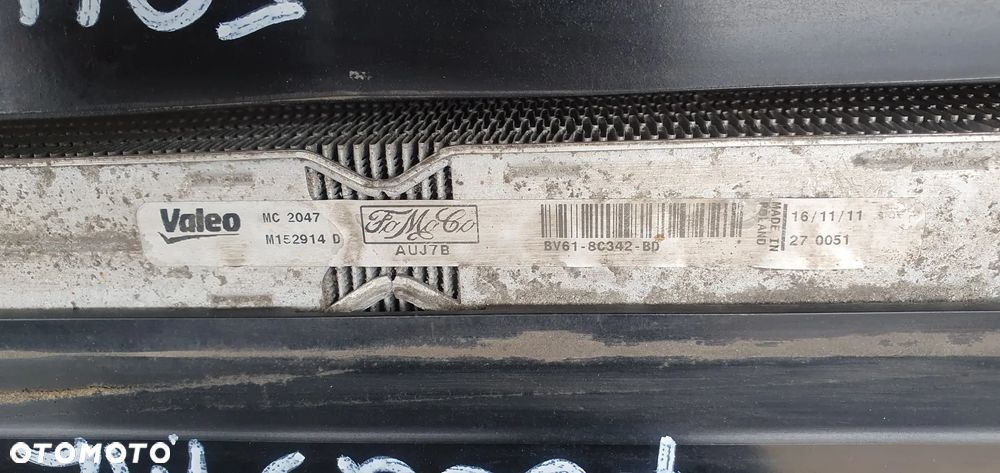 Valeo MC 2047
M152914 D
FoMoCo
AUJ7B
BV61-8C342-BD
MADE IN
POLAND
16/11/11
27 0051
OTOMOTO